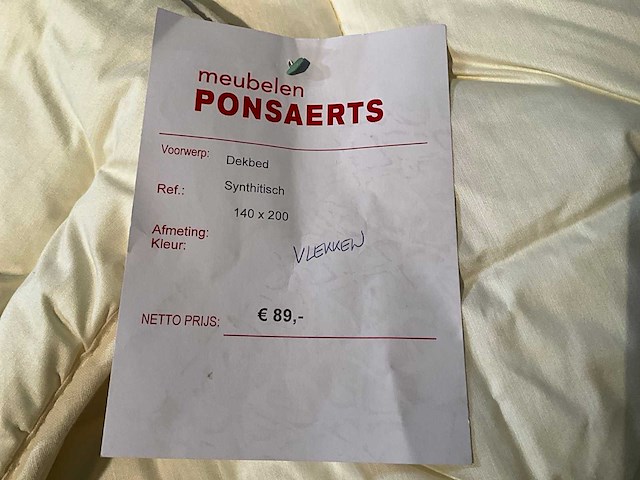 meubelen
PONSAERTS
Voorwerp: Dekbed
Ref.: Synthitisch
140 x 200
Afmeting:
Kleur:
VLEKKEN
NETTO PRIJS: € 89,-